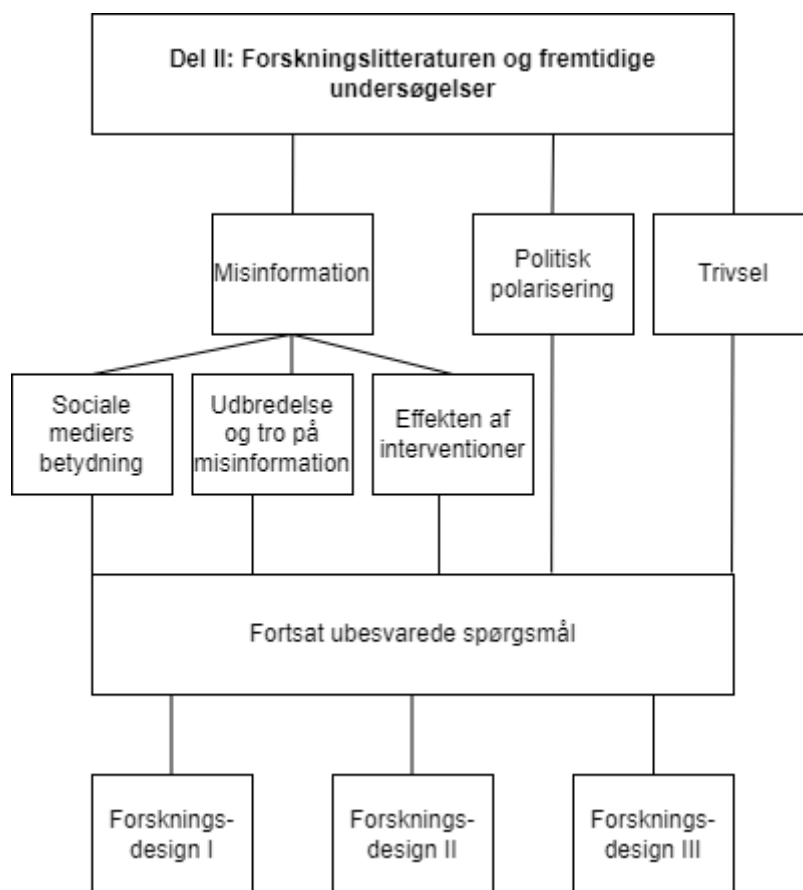 Del II: Forskningslitteraturen og fremtidige
undersøgelser
Misinformation
Politisk
polarisering
Trivsel
Sociale
mediers
betydning
Udbredelse
og tro på
misinformation
Effekten af
interventioner
Fortsat ubesvarede spørgsmål
Forsknings-
design I
Forsknings-
design II
Forsknings-
design III